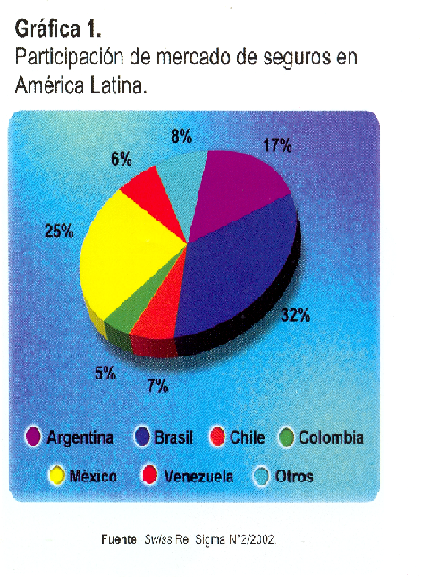 Gráfica 1.
Participación de mercado de seguros en
América Latina.
8%
17%
6%
25%
32%
5%
7%
Argentina Brasil Chile Colombia
México Venezuela Otros
Fuente Swiss Re Sigma N°2/2002